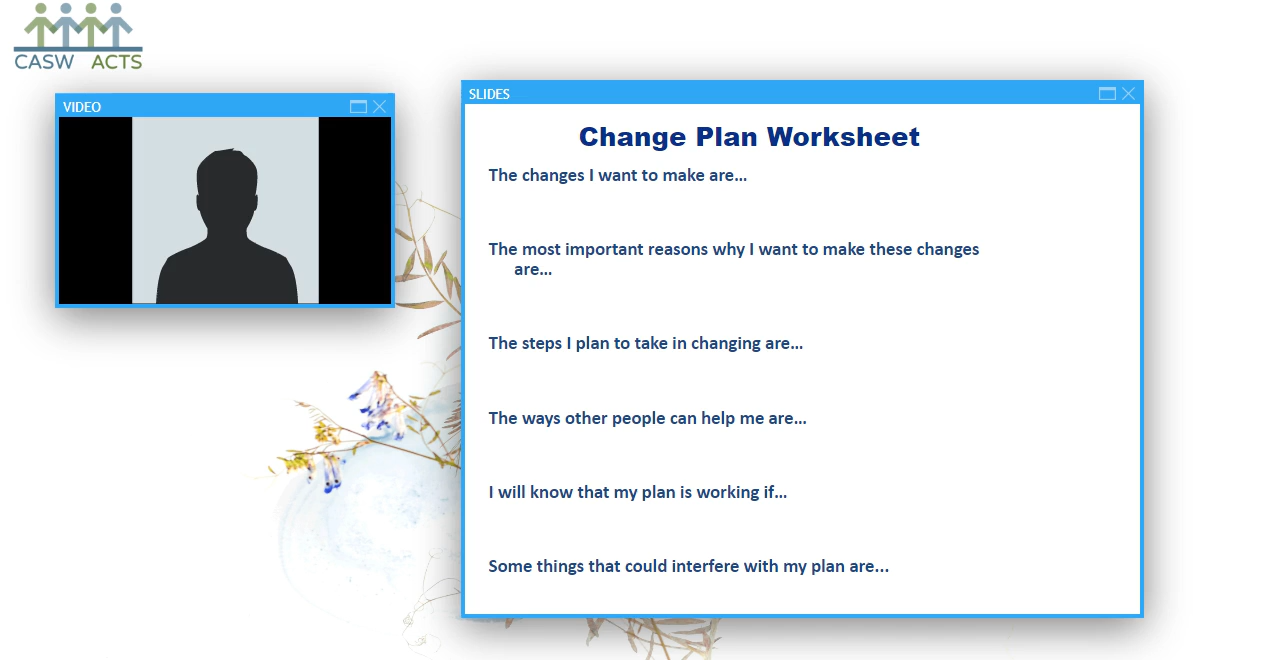 CASW ACTS
VIDEO
SLIDES
Change Plan Worksheet
The changes I want to make are...
The most important reasons why I want to make these changes
are...
The steps I plan to take in changing are...
The ways other people can help me are...
I will know that my plan is working if...
Some things that could interfere with my plan are...